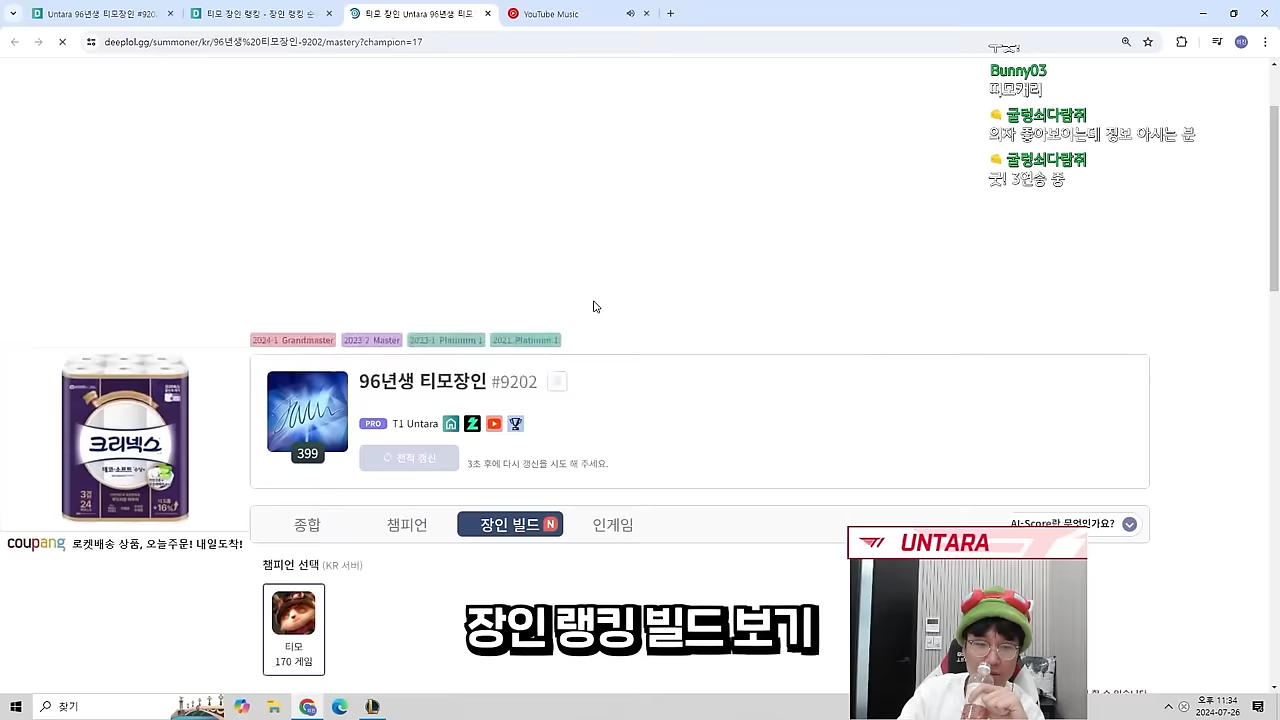 Untara 96년생 티모장인 #920
티모 장인 랭킹 - 장인 랭킹 순
티모 장인 Untara 96년생 티모
YouTube Music
deeplol.gg/summoner/kr/96년생%20티모장인-9202/mastery?champion=17
Bunny03
띠모캐리
굴렁쇠다람쥐
의자 좋아보이는데 정보 아시는 분
굴렁쇠다람쥐
굿! 3연승 중
2024-1 Grandmaster
2023-2 Master
2023-1 Platinum 1
2021 Platinum 1
96년생 티모장인 #9202
PRO T1 Untara
399
전적 갱신
3초 후에 다시 갱신을 시도 해 주세요.
크리넥스
3겹
24
+16%
coupang 로켓배송 상품, 오늘주문! 내일도착!
종합
챔피언
장인 빌드 N
인게임
AI-Score란 무엇인가요?
챔피언 선택 (KR 서버)
티모
170 게임
UNTARA
장인 랭킹 빌드 보기
찾기
오후 11:34
2024-07-26